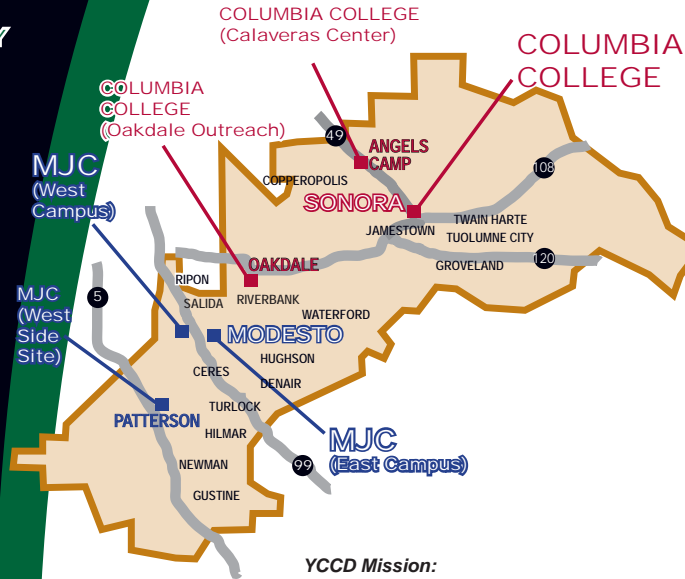 Y
COLUMBIA COLLEGE
(Calaveras Center)
COLUMBIA
COLLEGE
COLUMBIA
COLLEGE
(Oakdale Outreach)
49
ANGELS
CAMP
MJC
(West
Campus)
COPPEROPOLIS
108
SONORA
TWAIN HARTE
JAMESTOWN
TUOLUMNE CITY
OAKDALE
GROVELAND
120
RIPON
MJC
(West
Side
Site)
5
SALIDA
RIVERBANK
WATERFORD
MODESTO
HUGHSON
CERES
DENAIR
TURLOCK
PATTERSON
HILMAR
MJC
(East Campus)
NEWMAN
99
GUSTINE
YCCD Mission: